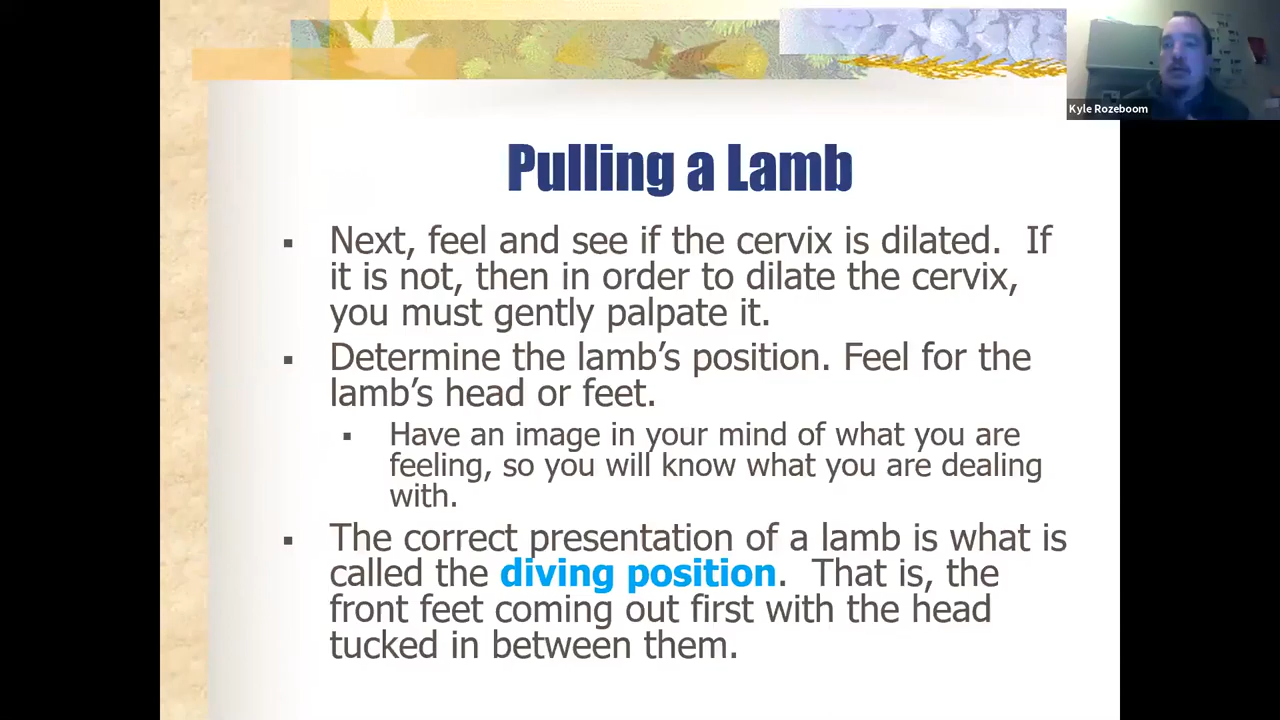 Kyle Rozeboom
Pulling a Lamb
▪ Next, feel and see if the cervix is dilated.  If
it is not, then in order to dilate the cervix,
you must gently palpate it.
▪ Determine the lamb’s position. Feel for the
lamb’s head or feet.
▪ Have an image in your mind of what you are
feeling, so you will know what you are dealing
with.
▪ The correct presentation of a lamb is what is
called the diving position.  That is, the
front feet coming out first with the head
tucked in between them.